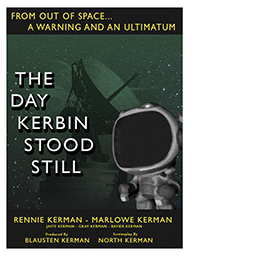 FROM OUT OF SPACE...
A WARNING AND AN ULTIMATUM
THE
DAY
KERBIN
STOOD
STILL
RENNIE KERMAN - MARLOWE KERMAN
JAFFE KERMAN - GRAY KERMAN - BAYIER KERMAN
Produced By
BLAUSTEN KERMAN
Screenplay By
NORTH KERMAN